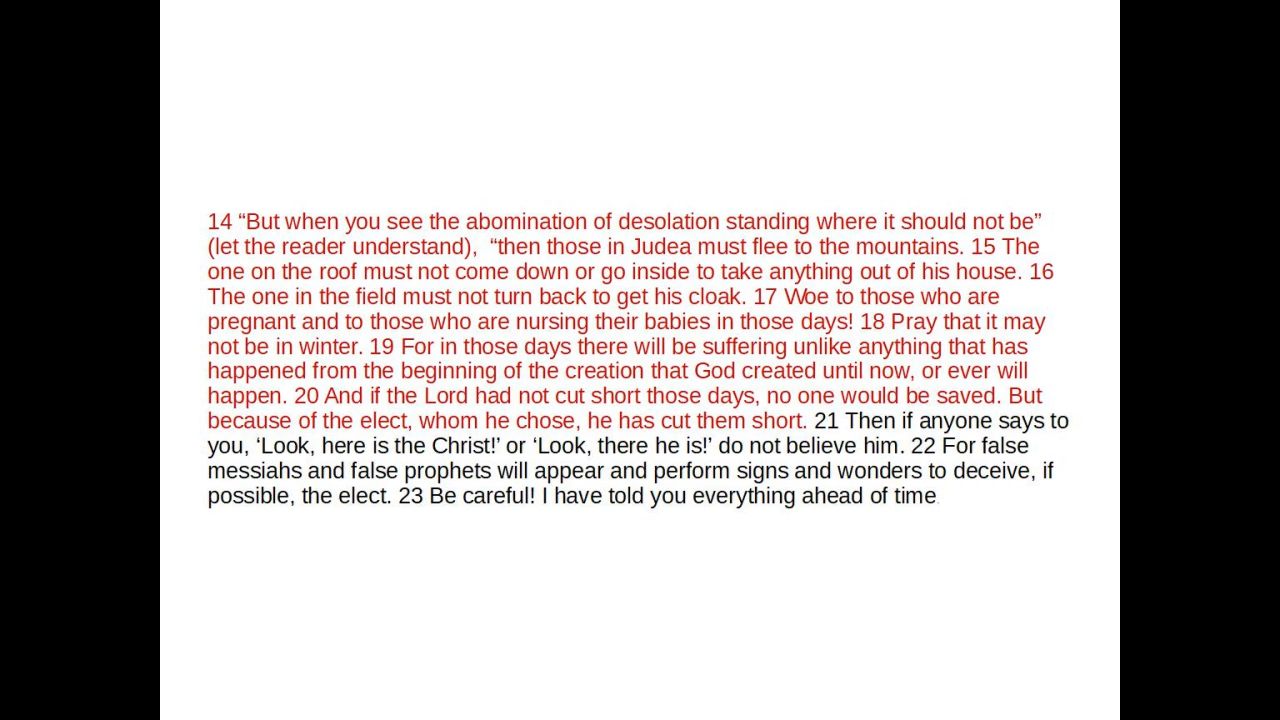 14 “But when you see the abomination of desolation standing where it should not be”
(let the reader understand),  “then those in Judea must flee to the mountains. 15 The
one on the roof must not come down or go inside to take anything out of his house. 16
The one in the field must not turn back to get his cloak. 17 Woe to those who are
pregnant and to those who are nursing their babies in those days! 18 Pray that it may
not be in winter. 19 For in those days there will be suffering unlike anything that has
happened from the beginning of the creation that God created until now, or ever will
happen. 20 And if the Lord had not cut short those days, no one would be saved. But
because of the elect, whom he chose, he has cut them short. 21 Then if anyone says to
you, ‘Look, here is the Christ!’ or ‘Look, there he is!’ do not believe him. 22 For false
messiahs and false prophets will appear and perform signs and wonders to deceive, if
possible, the elect. 23 Be careful! I have told you everything ahead of time.